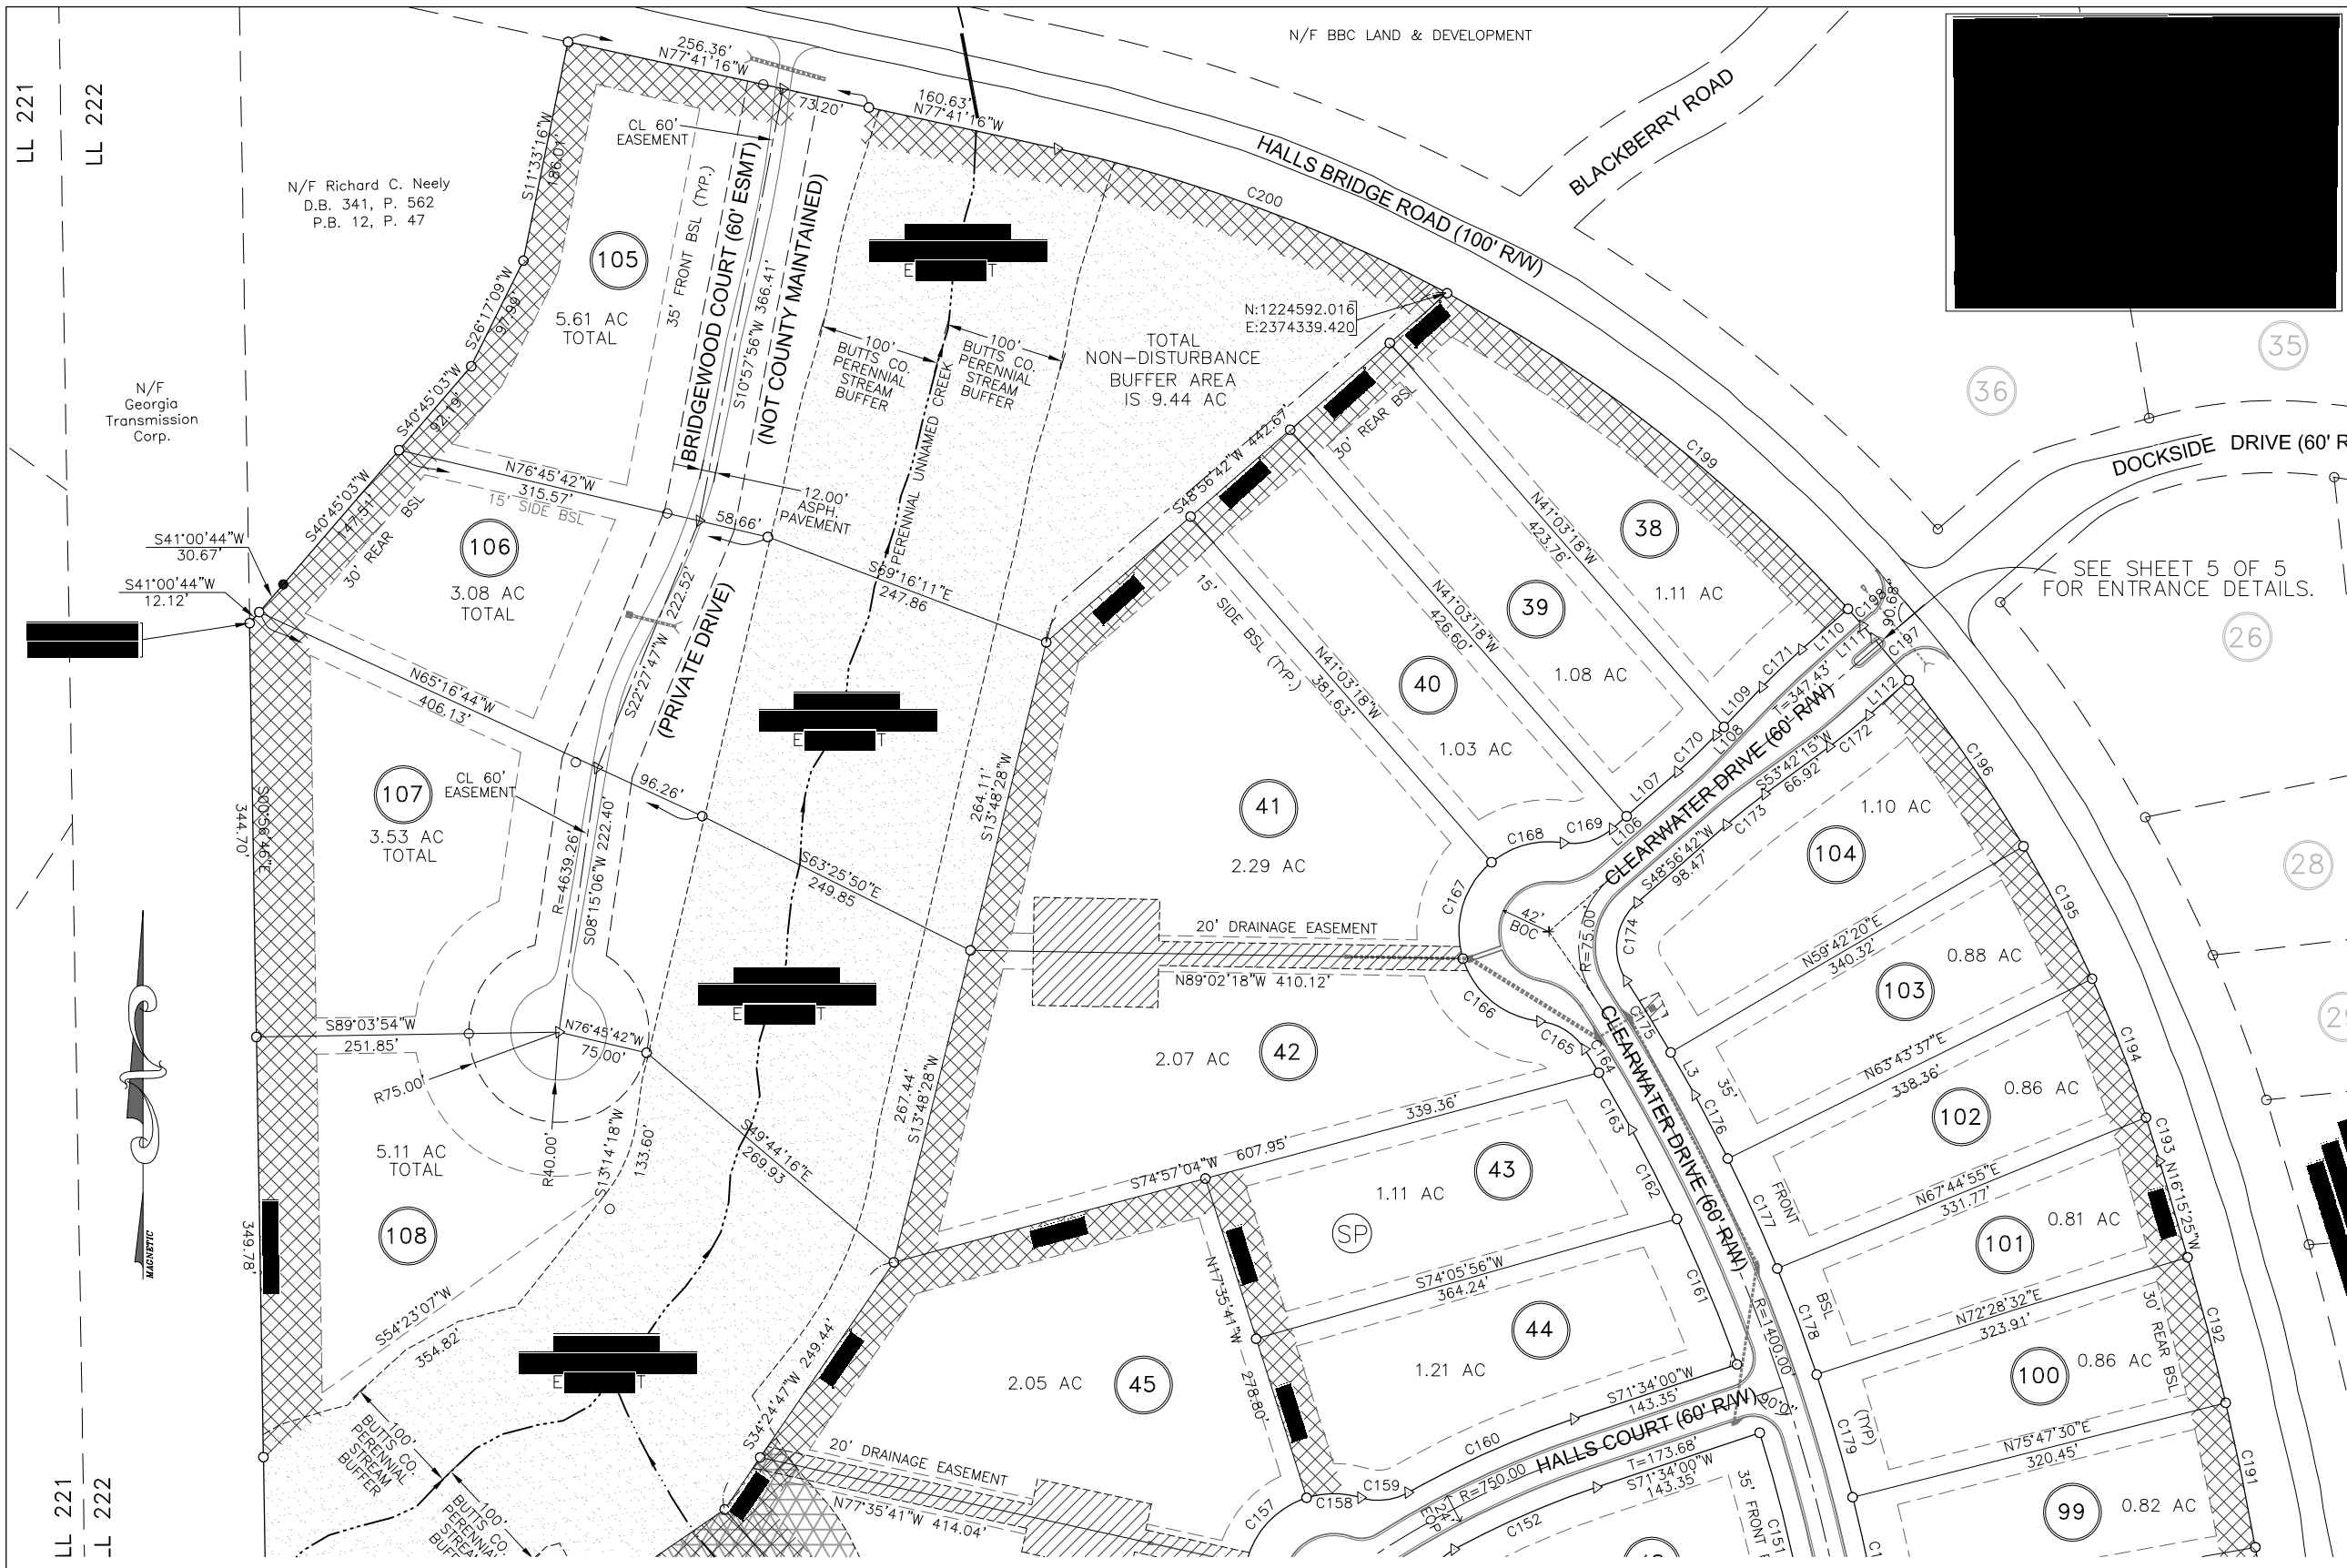 N/F BBC LAND & DEVELOPMENT
BLACKBERRY ROAD
HALLS BRIDGE ROAD (100' R/W)
DOCKSIDE DRIVE (60' R
LL 221
LL 222
N/F Richard C. Neely
D.B. 341, P. 562
P.B. 12, P. 47
N/F
Georgia
Transmission
Corp.
256.36'
N77°41'16"W
73.20'
160.63'
N77°41'16"W
C200
CL 60'
EASEMENT
S11°33'16"W
186.01'
S26°17'09"W
97.99'
S40°45'03"W
92.19'
S40°45'03"W
147.51'
S41°00'44"W
30.67'
S41°00'44"W
12.12'
105
5.61 AC
TOTAL
35' FRONT BSL (TYP.)
BRIDGEWOOD COURT (60' ESMT)
S10°57'56"W 366.41'
(NOT COUNTY MAINTAINED)
100'
BUTTS CO.
PERENNIAL
STREAM
BUFFER
100'
BUTTS CO.
PERENNIAL
STREAM
BUFFER
PERENNIAL UNNAMED CREEK
E T
TOTAL
NON-DISTURBANCE
BUFFER AREA
IS 9.44 AC
N:1224592.016
E:2374339.420
N76°45'42"W
315.57'
15' SIDE BSL
58.66'
12.00'
ASPH.
PAVEMENT
S69°16'11"E
247.86
106
3.08 AC
TOTAL
30' REAR BSL
S22°27'47"W 222.52'
(PRIVATE DRIVE)
S48°56'42"W 442.67'
30' REAR BSL
N65°16'44"W
406.13'
96.26'
107
3.53 AC
TOTAL
CL 60'
EASEMENT
R=4639.26'
S08°15'06"W 222.40'
S00°56'46"E
344.70'
E T
S63°25'50"E
249.85
264.11'
S13°48'28"W
S89°03'54"W
251.85'
N76°45'42"W
75.00'
R75.00'
R40.00'
S13°14'18"W
133.60'
E T
S49°44'16"E
269.93
267.44'
S13°48'28"W
5.11 AC
TOTAL
108
349.78'
S54°23'07"W
354.82'
E T
100'
BUTTS CO.
PERENNIAL
STREAM
BUFFER
100'
BUTTS CO.
PERENNIAL
STREAM
MAGNETIC
LL 221
LL 222
35
36
26
28
SEE SHEET 5 OF 5
FOR ENTRANCE DETAILS.
C199
38
1.11 AC
N41°03'18"W
423.76'
39
1.08 AC
N41°03'18"W
426.60'
40
1.03 AC
N41°03'18"W
381.63'
15' SIDE BSL (TYP.)
41
2.29 AC
C198
90.68'
L110
L111
C197
C171
L109
T=347.43'
L108
C170
L107
L106
C169
C168
C167
L112
C172
S53°42'15"W
66.92'
C173
S48°56'42"W
98.47'
C174
CLEARWATER DRIVE (60' R/W)
42'
BOC
R=75.00'
20' DRAINAGE EASEMENT
N89°02'18"W 410.12'
C166
C165
C164
C175
L3
104
1.10 AC
C196
N59°42'20"E
340.32'
103
0.88 AC
C195
N63°43'37"E
338.36'
35'
FRONT
BSL
(TYP)
102
0.86 AC
C194
N67°44'55"E
331.77'
101
0.81 AC
C193
N16°15'25"W
N72°28'32"E
323.91'
30' REAR BSL
100
0.86 AC
C192
N75°47'30"E
320.45'
99
0.82 AC
C191
2.07 AC
42
339.36'
S74°57'04"W 607.95'
C163
C176
CLEARWATER DRIVE (60' R/W)
43
1.11 AC
SP
C162
C177
S74°05'56"W
364.24'
44
1.21 AC
C161
C178
C179
R=1400.00'
N17°35'41"W
278.80'
S71°34'00"W
143.35'
90°0'
2.05 AC
45
S34°24'47"W 249.44'
20' DRAINAGE EASEMENT
N77°35'41"W 414.04'
C160
C159
C158
C157
R=750.00
HALLS COURT (60' R/W)
T=173.68'
S71°34'00"W
143.35'
24'
EOP
C152
35' FRONT
C151